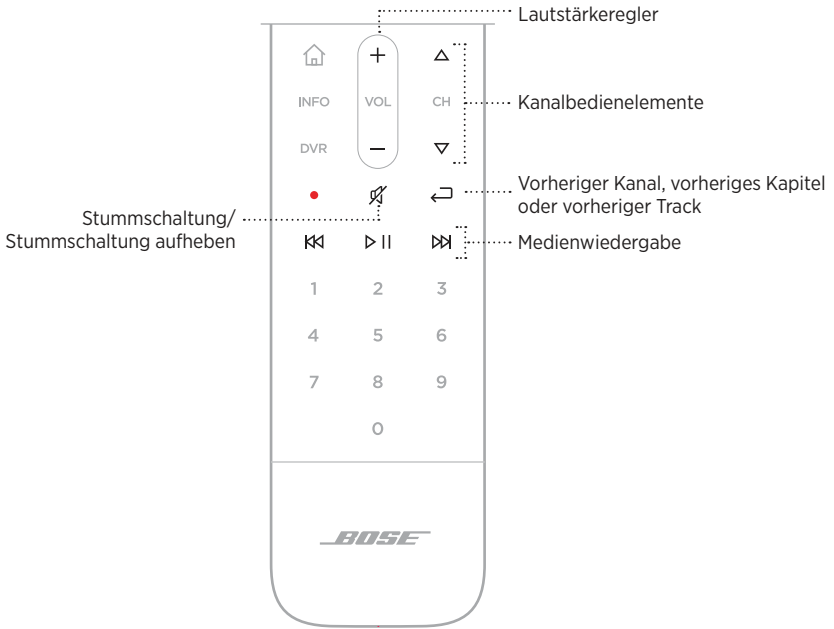 Lautstärkeregler
INFO VOL CH
Kanalbedienelemente
DVR
Vorheriger Kanal, vorheriges Kapitel
oder vorheriger Track
Stummschaltung/
Stummschaltung aufheben
Medienwiedergabe
1 2 3
4 5 6
7 8 9
0
BOSE